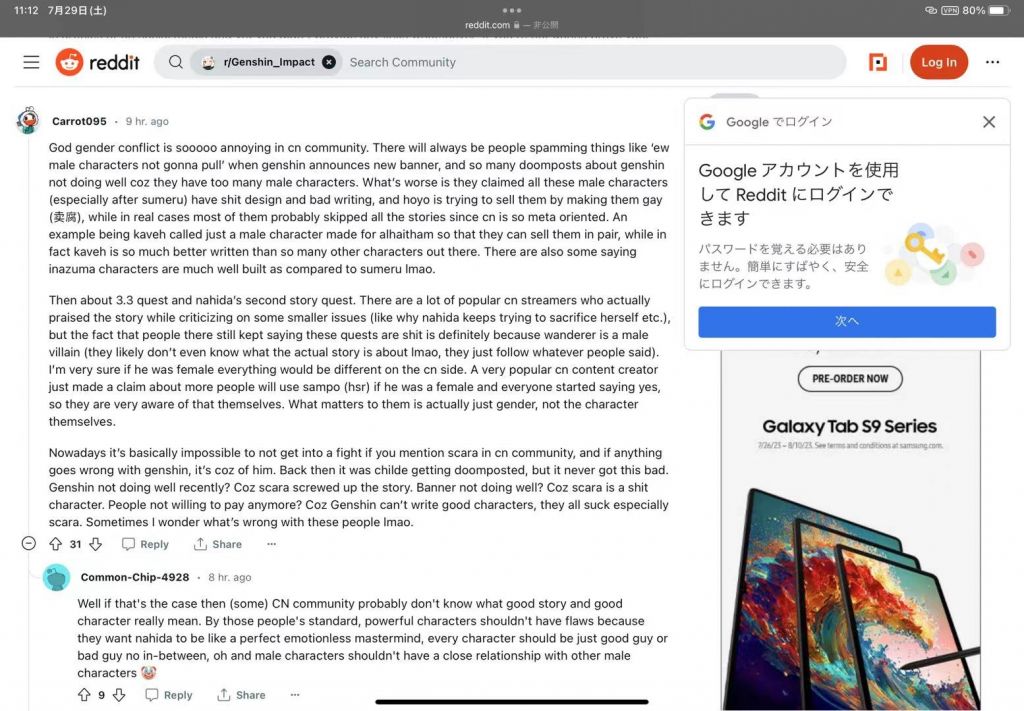 11:12 7月29日(土)
VPN 80%
reddit.com — 非公開
reddit
r/Genshin_Impact
Search Community
Log In
Carrot095 · 9 hr. ago
God gender conflict is sooooo annoying in cn community. There will always be people spamming things like ‘ew
male characters not gonna pull’ when genshin announces new banner, and so many doomposts about genshin
not doing well coz they have too many male characters. What’s worse is they claimed all these male characters
(especially after sumeru) have shit design and bad writing, and hoyo is trying to sell them by making them gay
(卖腐), while in real cases most of them probably skipped all the stories since cn is so meta oriented. An
example being kaveh called just a male character made for alhaitham so that they can sell them in pair, while in
fact kaveh is so much better written than so many other characters out there. There are also some saying
inazuma characters are much well built as compared to sumeru lmao.
Then about 3.3 quest and nahida’s second story quest. There are a lot of popular cn streamers who actually
praised the story while criticizing on some smaller issues (like why nahida keeps trying to sacrifice herself etc.),
but the fact that people there still kept saying these quests are shit is definitely because wanderer is a male
villain (they likely don’t even know what the actual story is about lmao, they just follow whatever people said).
I’m very sure if he was female everything would be different on the cn side. A very popular cn content creator
just made a claim about more people will use sampo (hsr) if he was a female and everyone started saying yes,
so they are very aware of that themselves. What matters to them is actually just gender, not the character
themselves.
Nowadays it’s basically impossible to not get into a fight if you mention scara in cn community, and if anything
goes wrong with genshin, it’s coz of him. Back then it was childe getting doomposted, but it never got this bad.
Genshin not doing well recently? Coz scara screwed up the story. Banner not doing well? Coz scara is a shit
character. People not willing to pay anymore? Coz Genshin can’t write good characters, they all suck especially
scara. Sometimes I wonder what’s wrong with these people lmao.
31 Reply Share
Common-Chip-4928 · 8 hr. ago
Well if that's the case then (some) CN community probably don't know what good story and good
character really mean. By those people's standard, powerful characters shouldn't have flaws because
they want nahida to be like a perfect emotionless mastermind, every character should be just good guy or
bad guy no in-between, oh and male characters shouldn't have a close relationship with other male
characters 🤡
9 Reply Share
Google でログイン
Google アカウントを使用
して Reddit にログインで
きます
パスワードを覚える必要はあり
ません。簡単にすばやく、安全
にログインできます。
次へ
PRE-ORDER NOW
Galaxy Tab S9 Series
7/26/23 – 8/10/23. See terms and conditions at samsung.com.